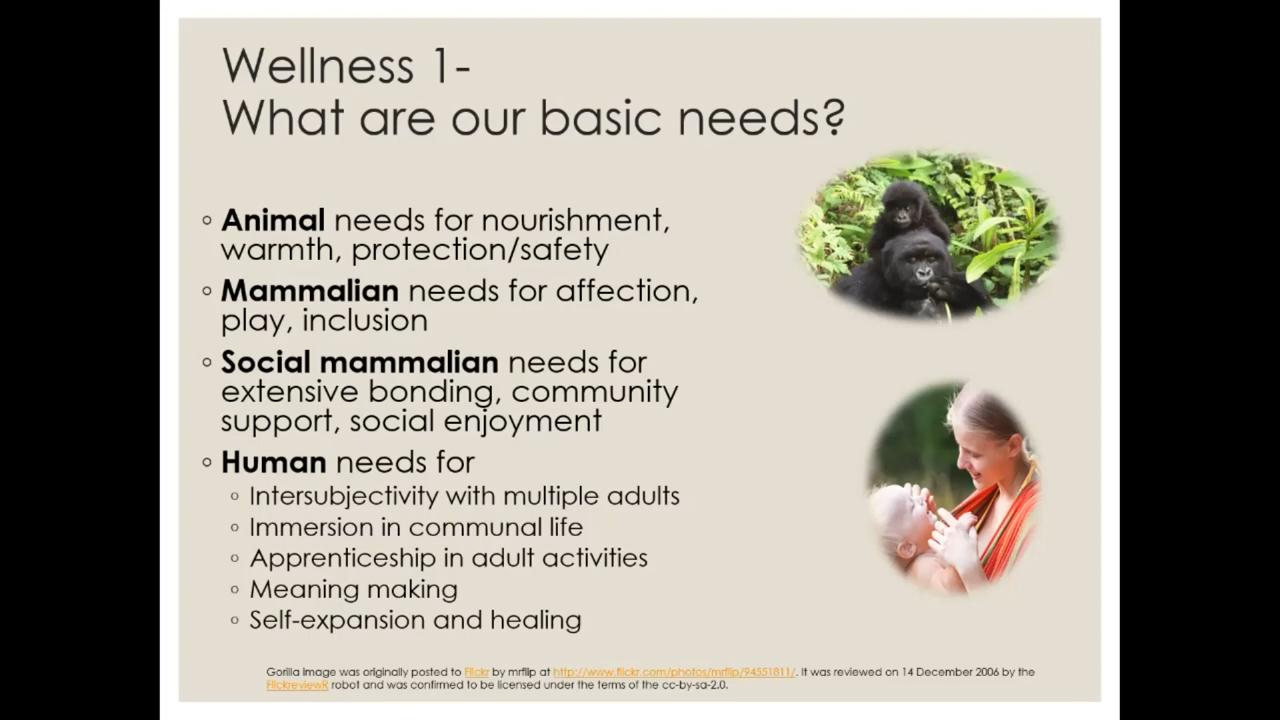 Wellness 1-
What are our basic needs?
◦ Animal needs for nourishment,
warmth, protection/safety
◦ Mammalian needs for affection,
play, inclusion
◦ Social mammalian needs for
extensive bonding, community
support, social enjoyment
◦ Human needs for
◦ Intersubjectivity with multiple adults
◦ Immersion in communal life
◦ Apprenticeship in adult activities
◦ Meaning making
◦ Self-expansion and healing
Gorilla image was originally posted to Flickr by mrflip at http://www.flickr.com/photos/mrflip/94551811/. It was reviewed on 14 December 2006 by the
FlickreviewR robot and was confirmed to be licensed under the terms of the cc-by-sa-2.0.